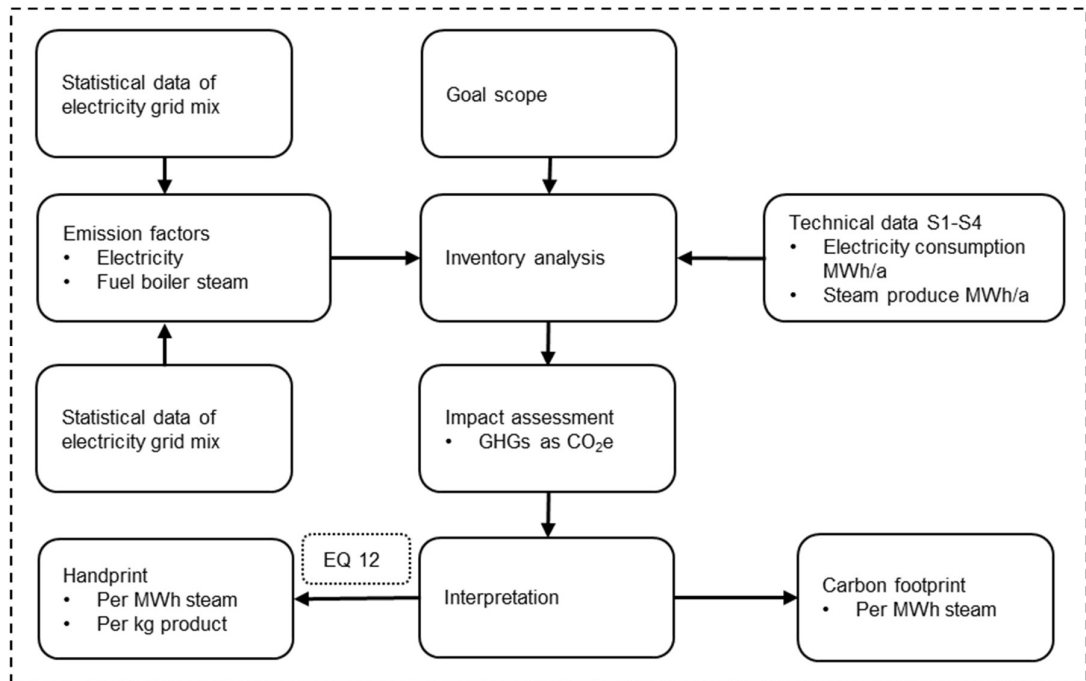 Statistical data of
electricity grid mix
Goal scope
Emission factors
• Electricity
• Fuel boiler steam
Inventory analysis
Technical data S1-S4
• Electricity consumption
MWh/a
• Steam produce MWh/a
Statistical data of
electricity grid mix
Impact assessment
• GHGs as CO₂e
Handprint
• Per MWh steam
• Per kg product
EQ 12
Interpretation
Carbon footprint
• Per MWh steam